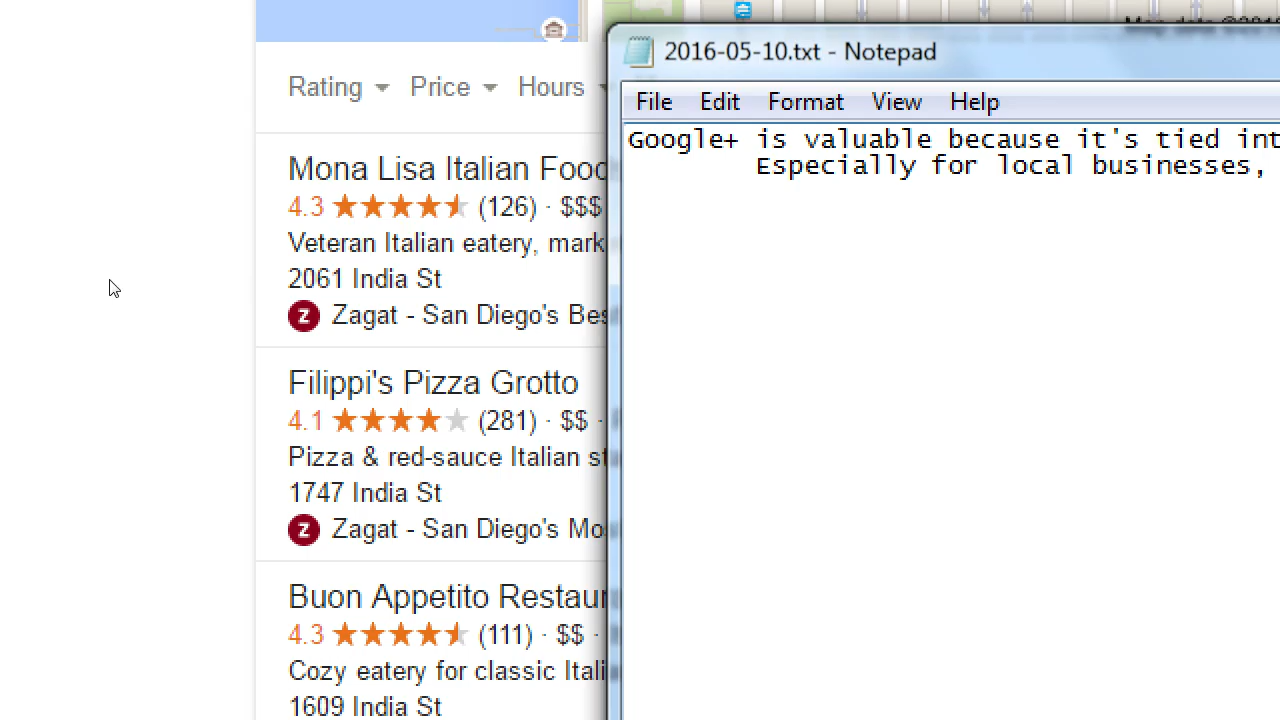 Rating Price Hours
Mona Lisa Italian Food
4.3 (126) · $$$
Veteran Italian eatery, mark
2061 India St
Z Zagat - San Diego's Bes
Filippi's Pizza Grotto
4.1 (281) · $$ ·
Pizza & red-sauce Italian st
1747 India St
Z Zagat - San Diego's Mo
Buon Appetito Restaur
4.3 (111) · $$ ·
Cozy eatery for classic Itali
1609 India St
2016-05-10.txt - Notepad
File Edit Format View Help
Google+ is valuable because it's tied int
Especially for local businesses,